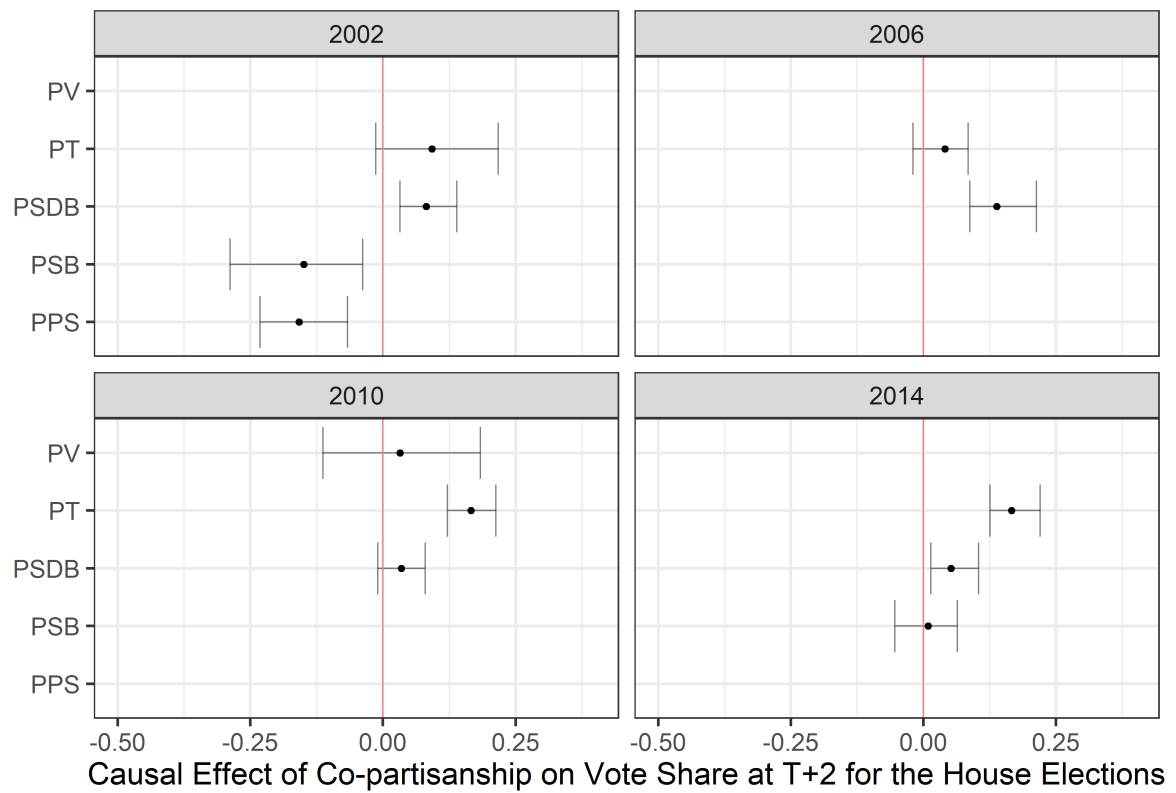 2002
2006
PV
PT
PSDB
PSB
PPS
2010
2014
PV
PT
PSDB
PSB
PPS
-0.50 -0.25 0.00 0.25 -0.50 -0.25 0.00 0.25
Causal Effect of Co-partisanship on Vote Share at T+2 for the House Elections